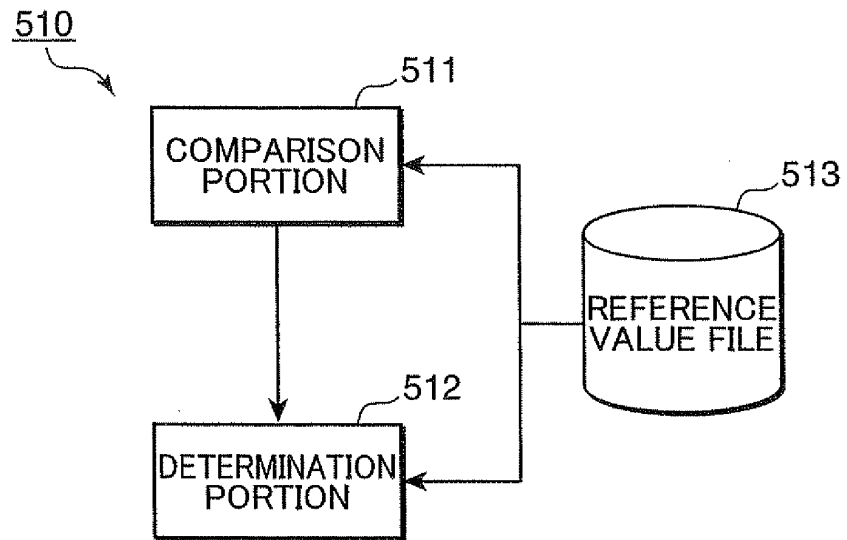 510
511
COMPARISON
PORTION
513
REFERENCE
VALUE FILE
512
DETERMINATION
PORTION